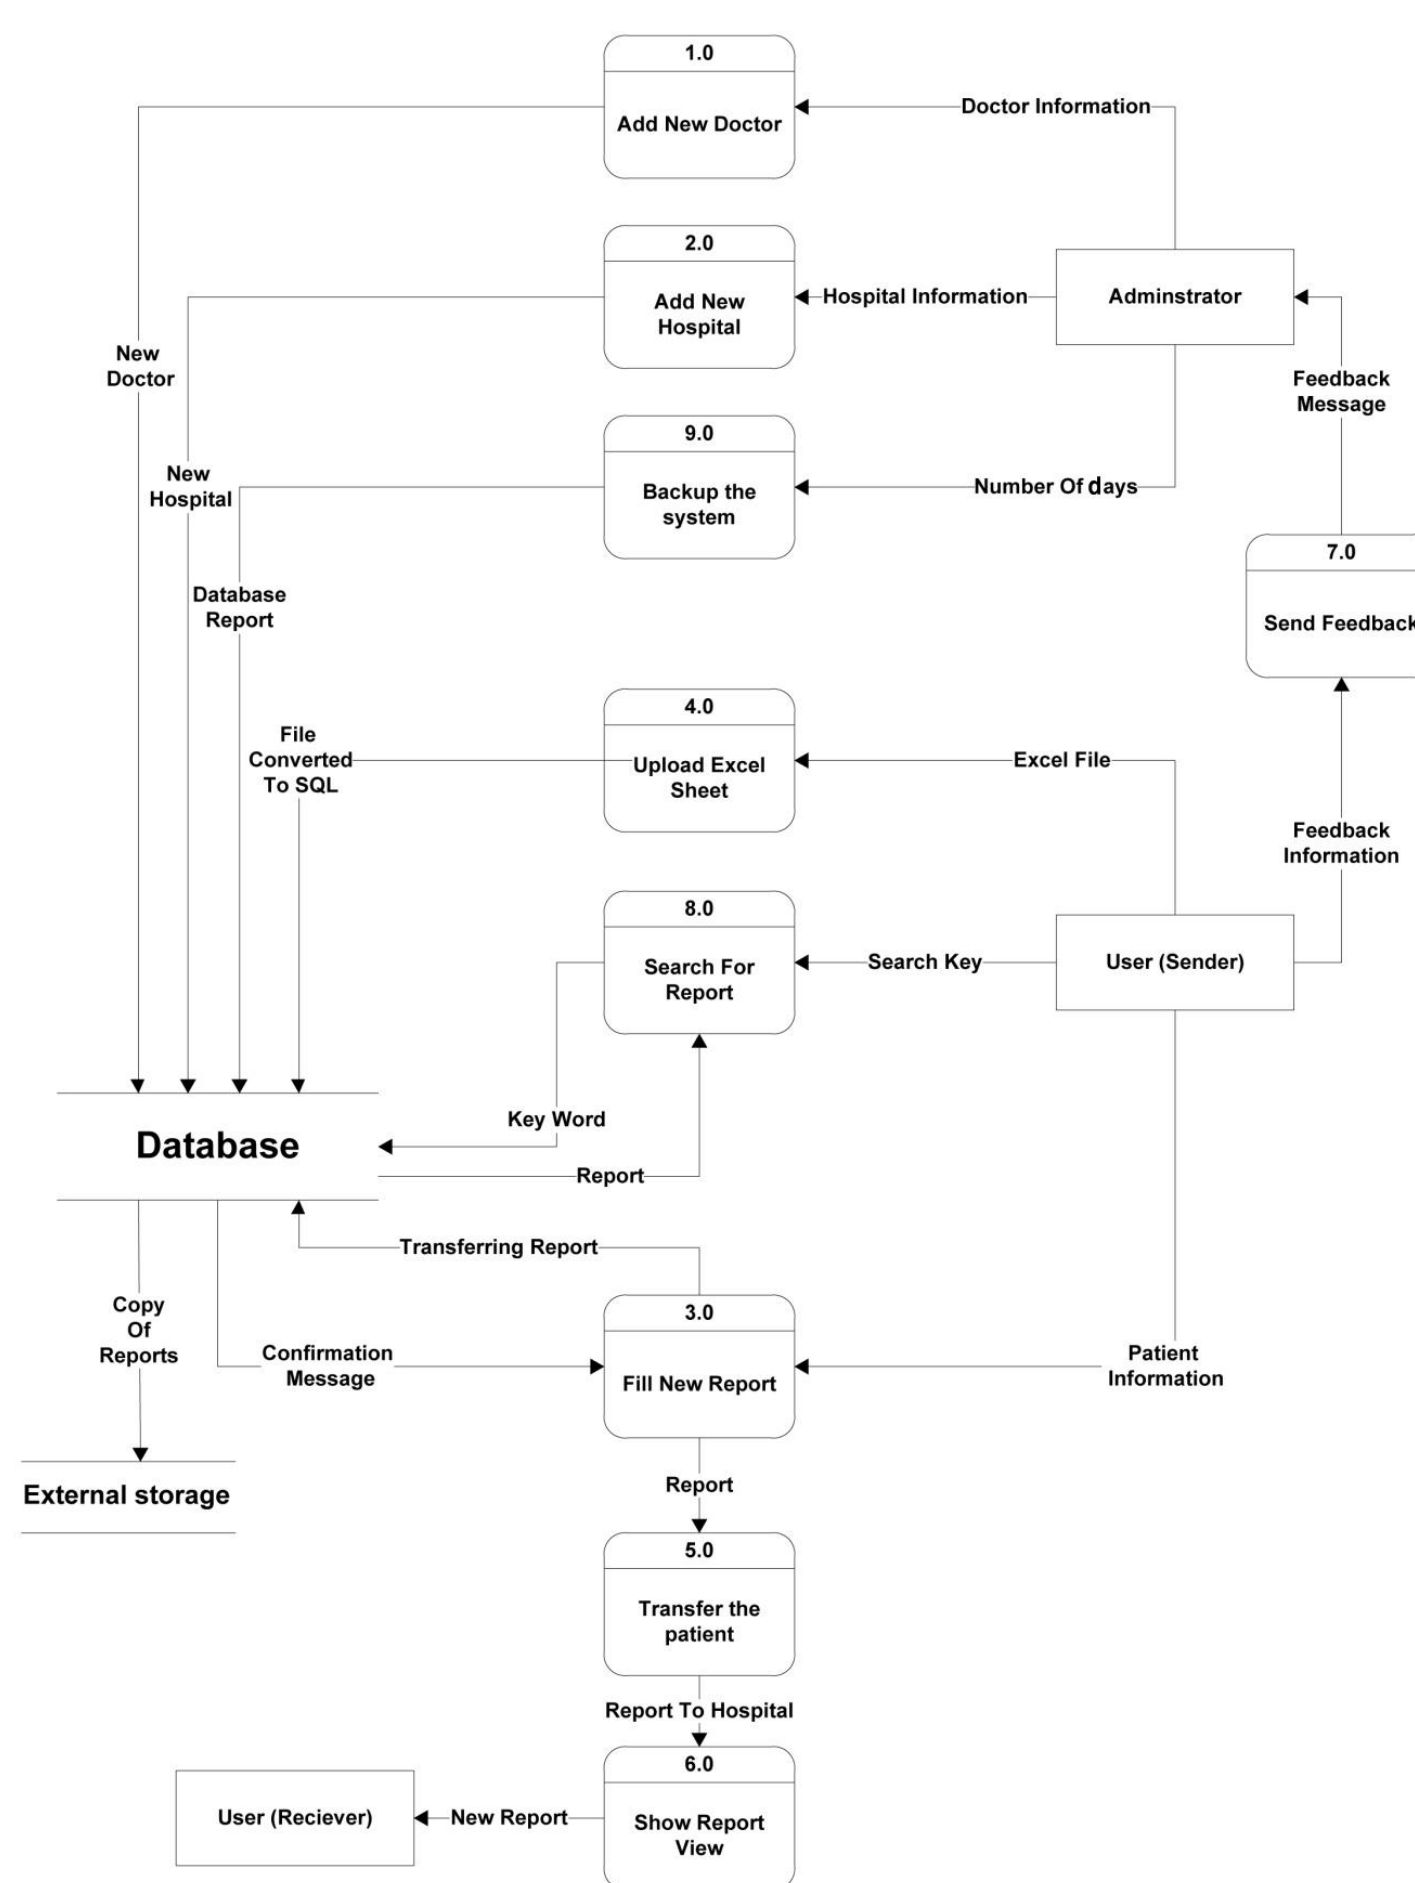 1.0
Add New Doctor
Doctor Information
2.0
Add New
Hospital
Hospital Information
Adminstrator
New
Doctor
Feedback
Message
9.0
Backup the
system
Number Of days
New
Hospital
7.0
Send Feedback
Database
Report
4.0
Upload Excel
Sheet
File
Converted
To SQL
Excel File
Feedback
Information
8.0
Search For
Report
Search Key
User (Sender)
Key Word
Database
Report
Transferring Report
Copy
Of
Reports
3.0
Fill New Report
Confirmation
Message
Patient
Information
External storage
Report
5.0
Transfer the
patient
Report To Hospital
6.0
Show Report
View
New Report
User (Reciever)